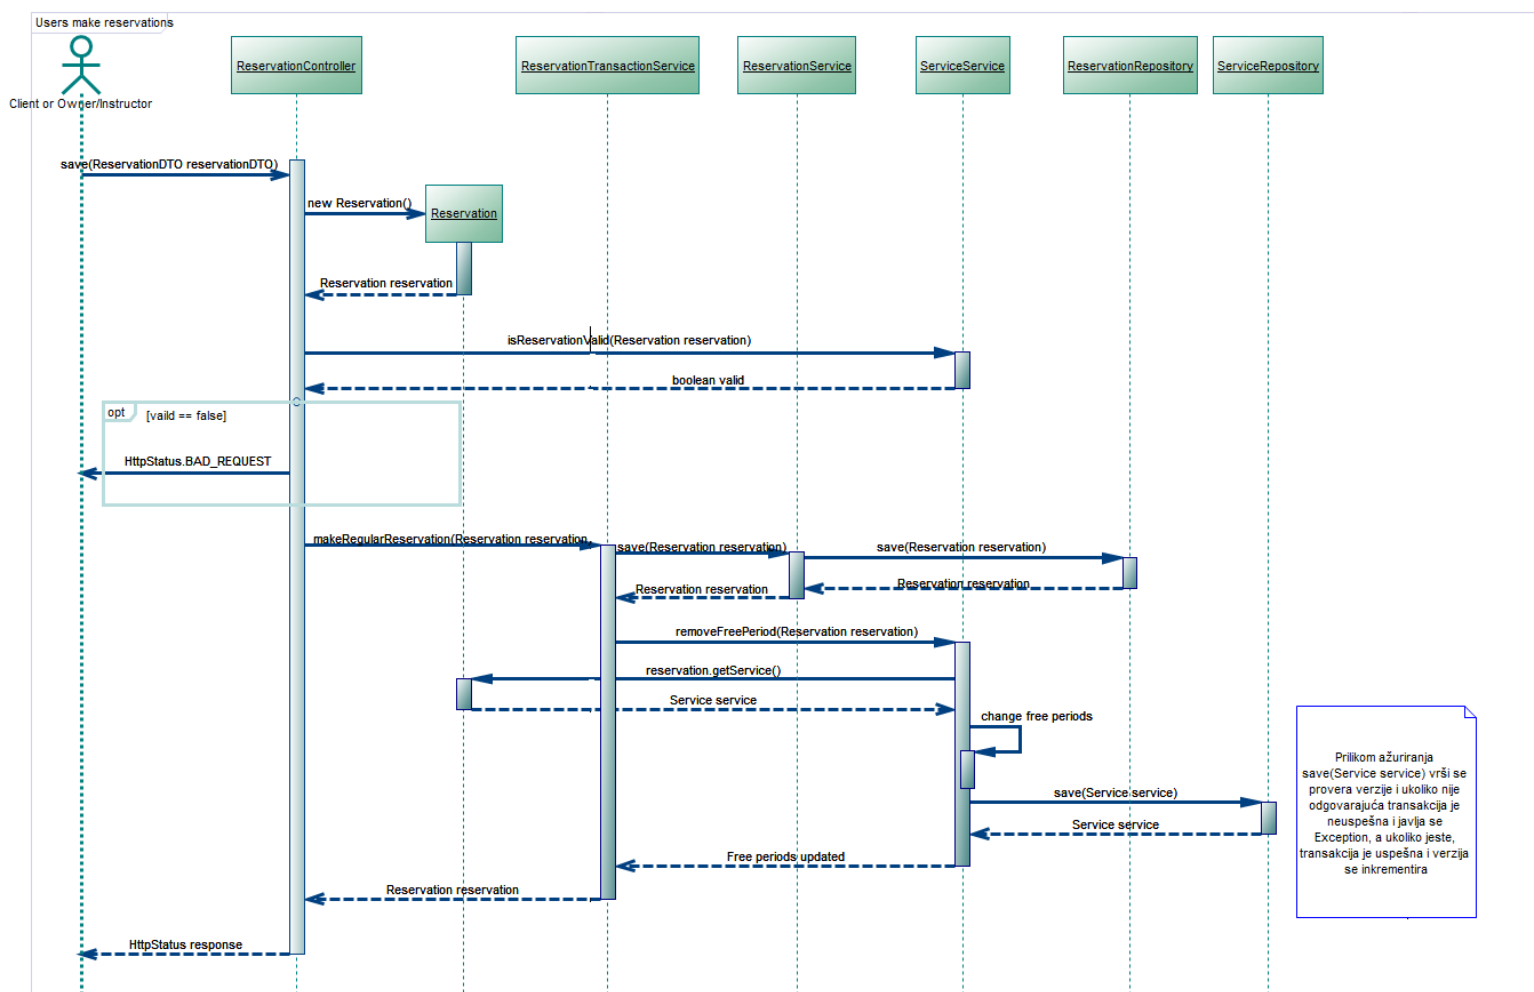 Users make reservations
Client or Owner/Instructor
ReservationController
ReservationTransactionService
ReservationService
ServiceService
ReservationRepository
ServiceRepository
save(ReservationDTO reservationDTO)
new Reservation()
Reservation
Reservation reservation
isReservationValid(Reservation reservation)
boolean valid
opt
[vaild == false]
HttpStatus.BAD_REQUEST
makeRegularReservation(Reservation reservation
save(Reservation reservation)
save(Reservation reservation)
Reservation reservation
Reservation reservation
removeFreePeriod(Reservation reservation)
reservation.getService()
Service service
change free periods
save(Service service)
Service service
Free periods updated
Reservation reservation
HttpStatus response
Prilikom ažuriranja
save(Service service) vrši se
provera verzije i ukoliko nije
odgovarajuća transakcija je
neuspešna i javlja se
Exception, a ukoliko jeste,
transakcija je uspešna i verzija
se inkrementira